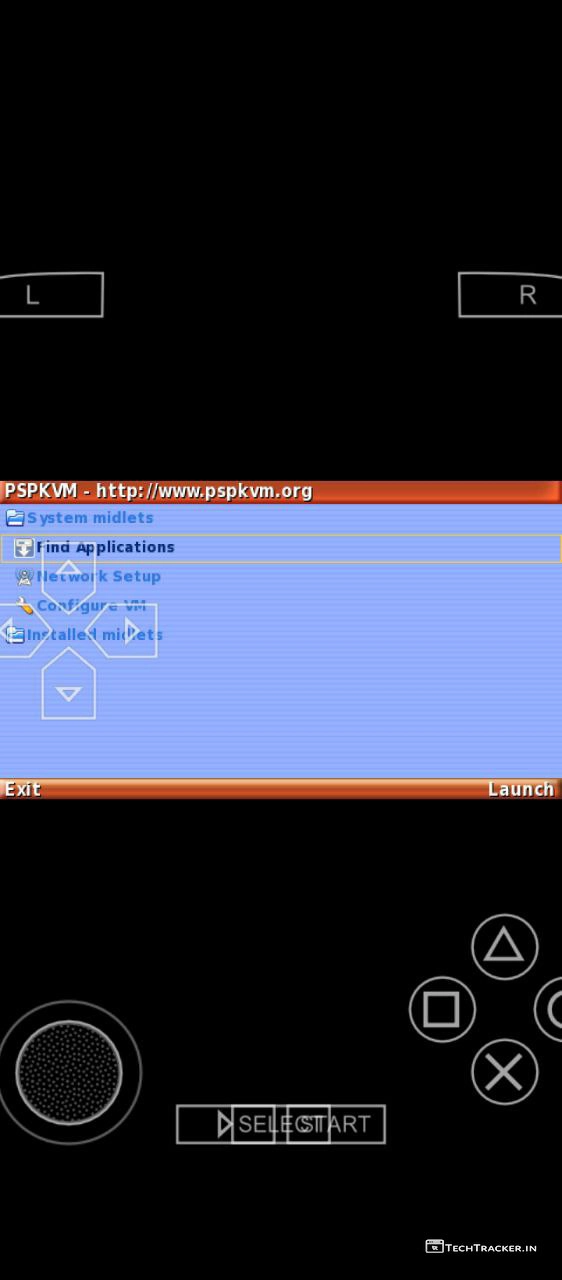 L
R
PSPKVM - http://www.pspkvm.org
System midlets
Find Applications
Network Setup
Configure VM
Installed midlets
Exit
Launch
SELECT
START
TECHTRACKER.IN